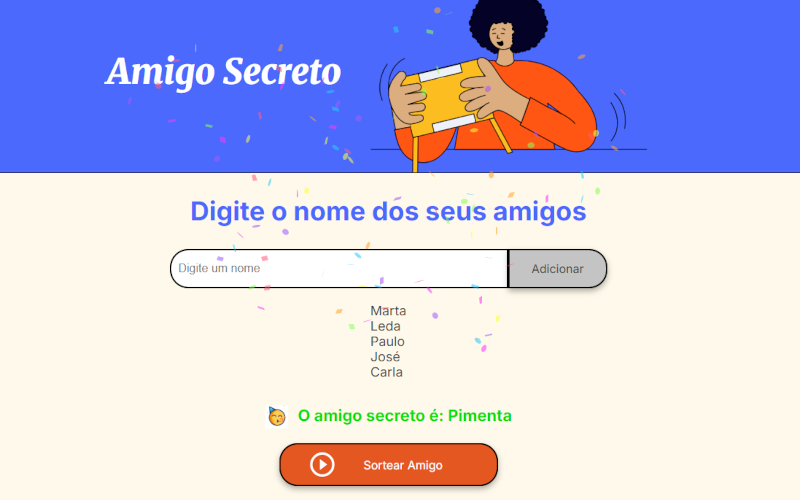 Amigo Secreto
Digite o nome dos seus amigos
Digite um nome
Adicionar
Marta
Leda
Paulo
José
Carla
O amigo secreto é: Pimenta
Sortear Amigo